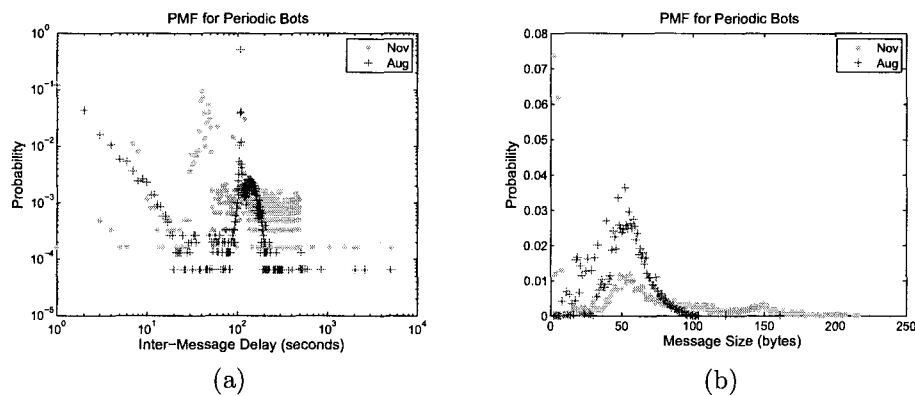 PMF for Periodic Bots
Nov
Aug
10^0
10^-1
10^-2
10^-3
10^-4
10^-5
Probability
10^0 10^1 10^2 10^3 10^4
Inter-Message Delay (seconds)
(a)
PMF for Periodic Bots
Nov
Aug
0.08
0.07
0.06
0.05
0.04
0.03
0.02
0.01
0
Probability
0 50 100 150 200 250
Message Size (bytes)
(b)